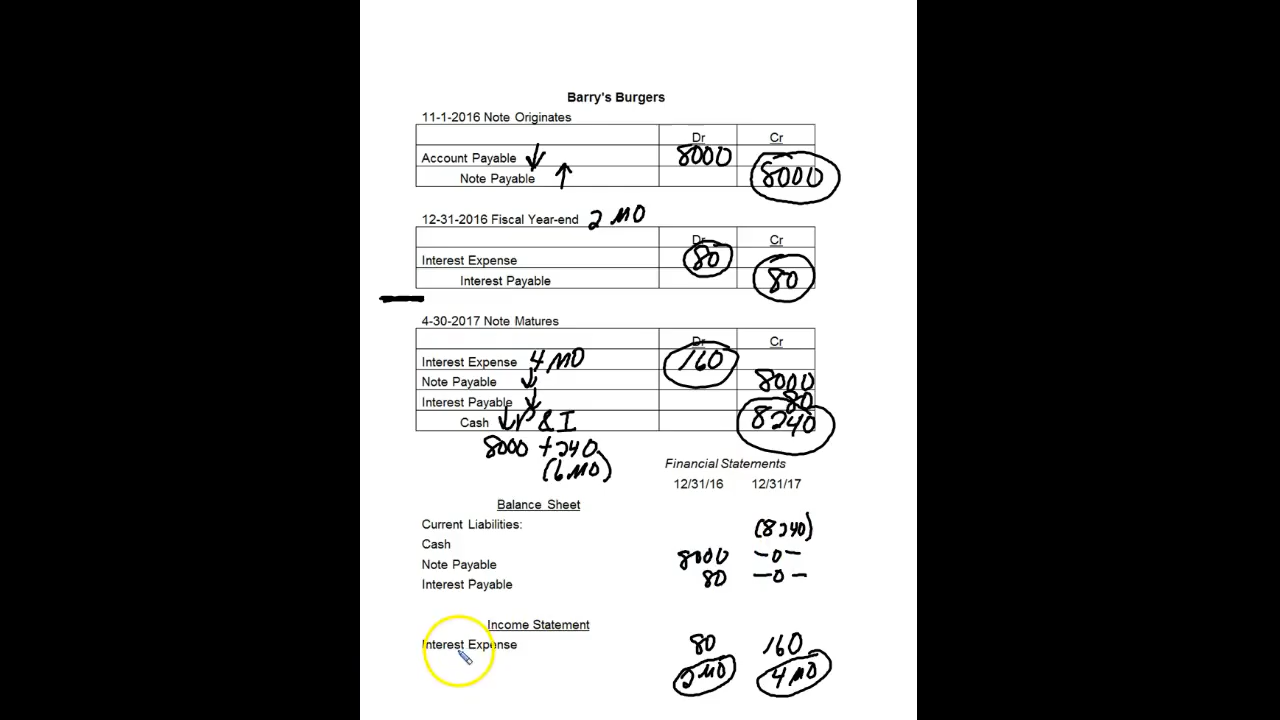 Barry's Burgers
11-1-2016 Note Originates
Dr Cr
Account Payable ↓ 8000
Note Payable ↑ 8000
12-31-2016 Fiscal Year-end 2 MO
Dr Cr
Interest Expense 80
Interest Payable 80
4-30-2017 Note Matures
Dr Cr
Interest Expense 4 MO 160
Note Payable ↓ 8000
Interest Payable ↓ 80
Cash ↓ P & I 8240
8000 + 240
(6 MO)
Financial Statements
12/31/16 12/31/17
Balance Sheet
Current Liabilities:
Cash (8240)
Note Payable 8000 -0-
Interest Payable 80 -0-
Income Statement
Interest Expense 80 160
2 MO 4 MO